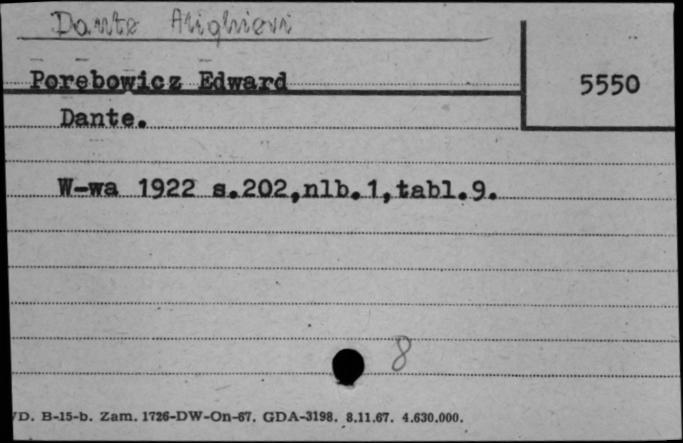 Dante Alighieri
Porebowicz Edward
5550
Dante.
W-wa 1922 s.202,nlb.1,tabl.9.
8
D. B-15-b. Zam. 1726-DW-On-67. GDA-3198. 8.11.67. 4.630.000.